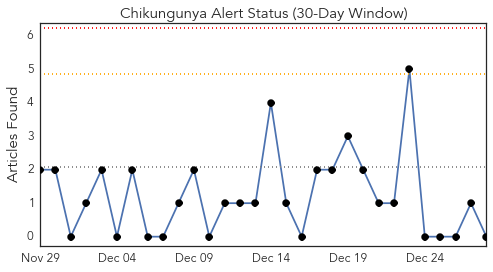 Chikungunya Alert Status (30-Day Window)
Articles Found
6
5
4
3
2
1
0
Nov 29 Dec 04 Dec 09 Dec 14 Dec 19 Dec 24